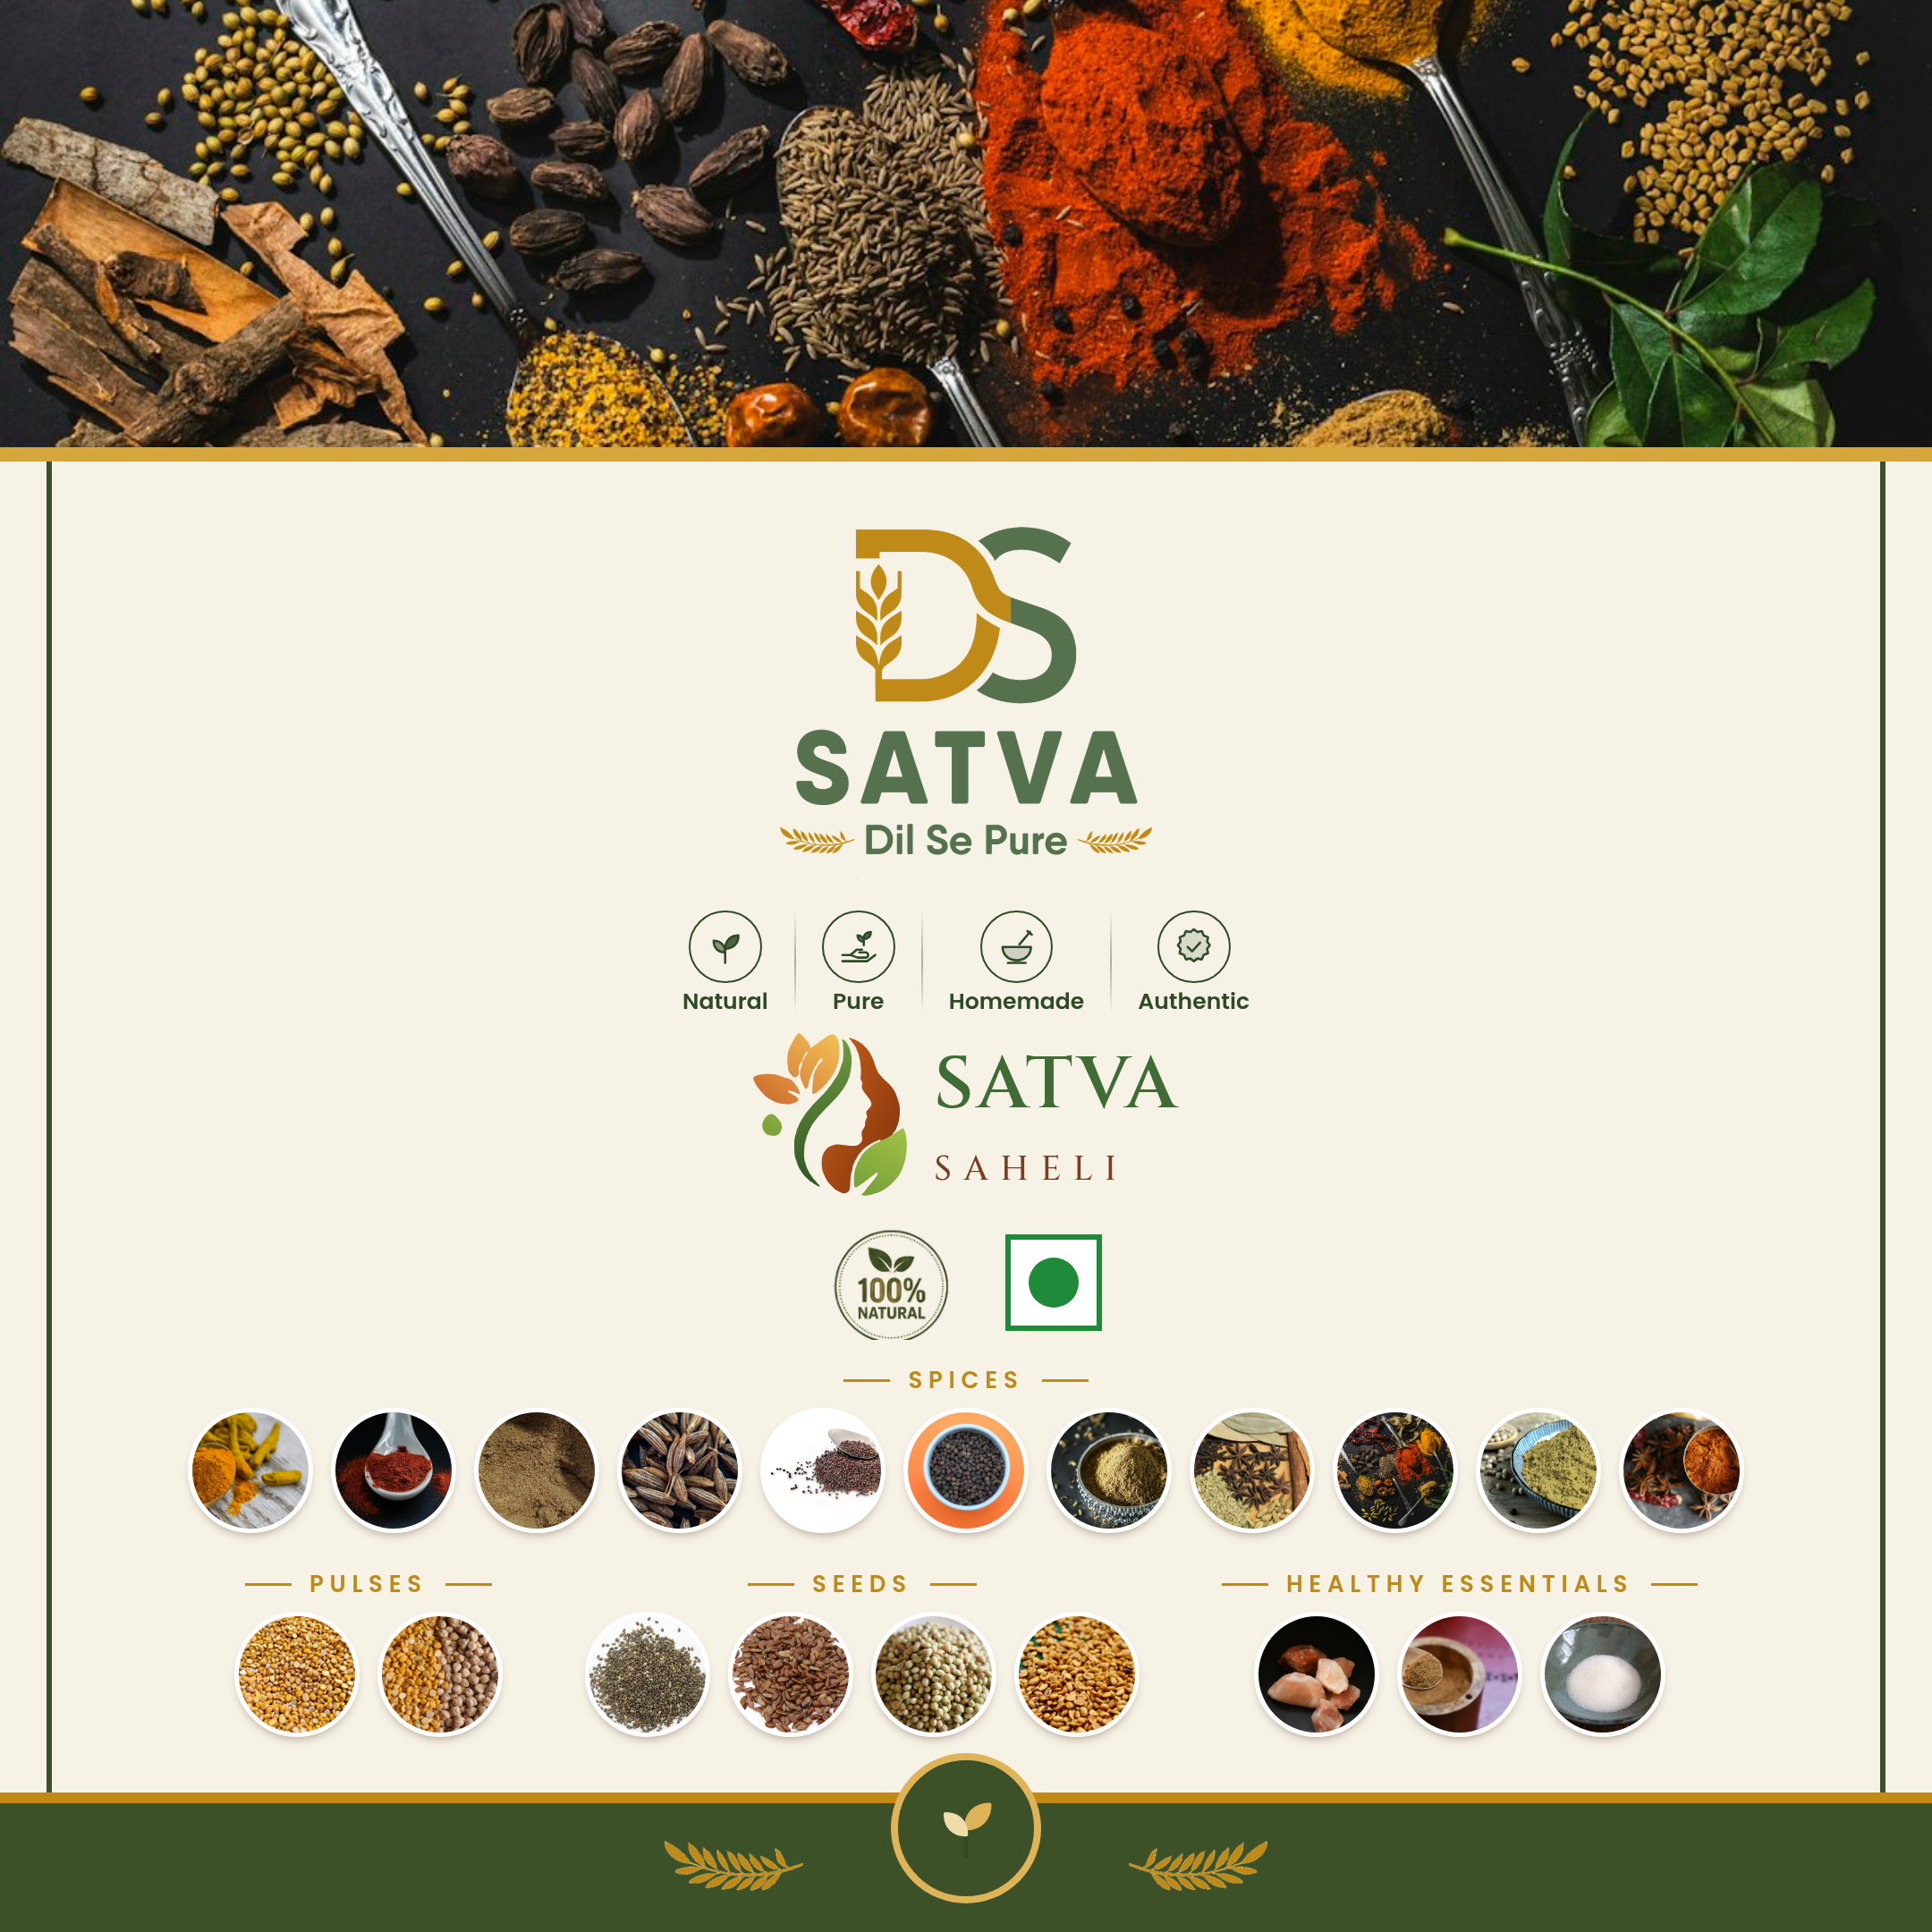 DS
SATVA
Dil Se Pure
Natural
Pure
Homemade
Authentic
SATVA
SAHELI
100%
NATURAL
SPICES
PULSES
SEEDS
HEALTHY ESSENTIALS